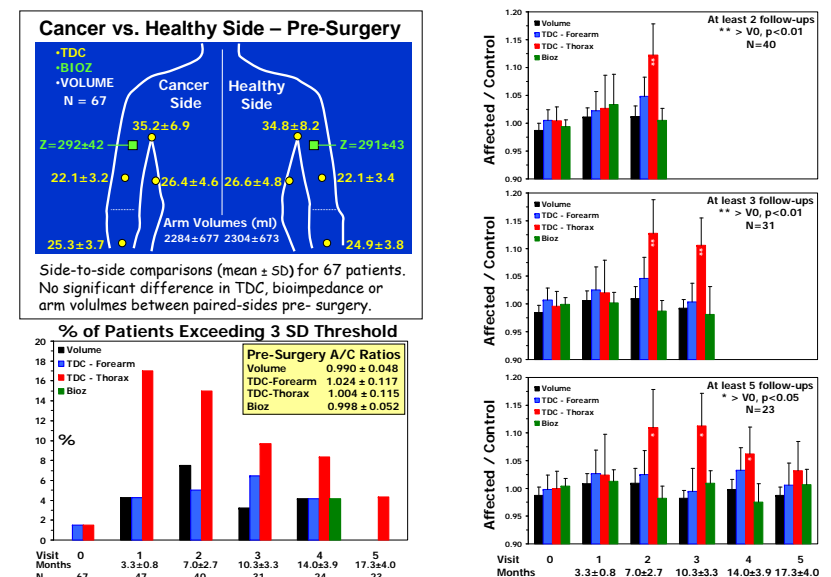 Cancer vs. Healthy Side – Pre-Surgery
•TDC
•BIOZ
•VOLUME
N = 67
Cancer Side
Healthy Side
35.2±6.9
34.8±8.2
Z=292±42
Z=291±43
22.1±3.2
26.4±4.6
26.6±4.8
22.1±3.4
Arm Volumes (ml)
2284±677 2304±673
25.3±3.7
24.9±3.8
Side-to-side comparisons (mean ± SD) for 67 patients.
No significant difference in TDC, bioimpedance or
arm volulmes between paired-sides pre- surgery.
% of Patients Exceeding 3 SD Threshold
20
18
16
14
12
10
8
6
4
2
0
%
Volume
TDC - Forearm
TDC - Thorax
Bioz
Pre-Surgery A/C Ratios
Volume 0.990 ± 0.048
TDC-Forearm 1.024 ± 0.117
TDC-Thorax 1.004 ± 0.115
Bioz 0.998 ± 0.052
Visit 0 1 2 3 4 5
Months 3.3±0.8 7.0±2.7 10.3±3.3 14.0±3.9 17.3±4.0
N 67 47 40 31 24 23
Affected / Control
1.20
1.15
1.10
1.05
1.00
0.95
0.90
Volume
TDC - Forearm
TDC - Thorax
Bioz
At least 2 follow-ups
** > V0, p<0.01
N=40
**
Affected / Control
1.20
1.15
1.10
1.05
1.00
0.95
0.90
Volume
TDC - Forearm
TDC - Thorax
Bioz
At least 3 follow-ups
** > V0, p<0.01
N=31
**
**
Affected / Control
1.20
1.15
1.10
1.05
1.00
0.95
0.90
Volume
TDC - Forearm
TDC - Thorax
Bioz
At least 5 follow-ups
* > V0, p<0.05
N=23
*
*
*
Visit 0 1 2 3 4 5
Months 3.3±0.8 7.0±2.7 10.3±3.3 14.0±3.9 17.3±4.0